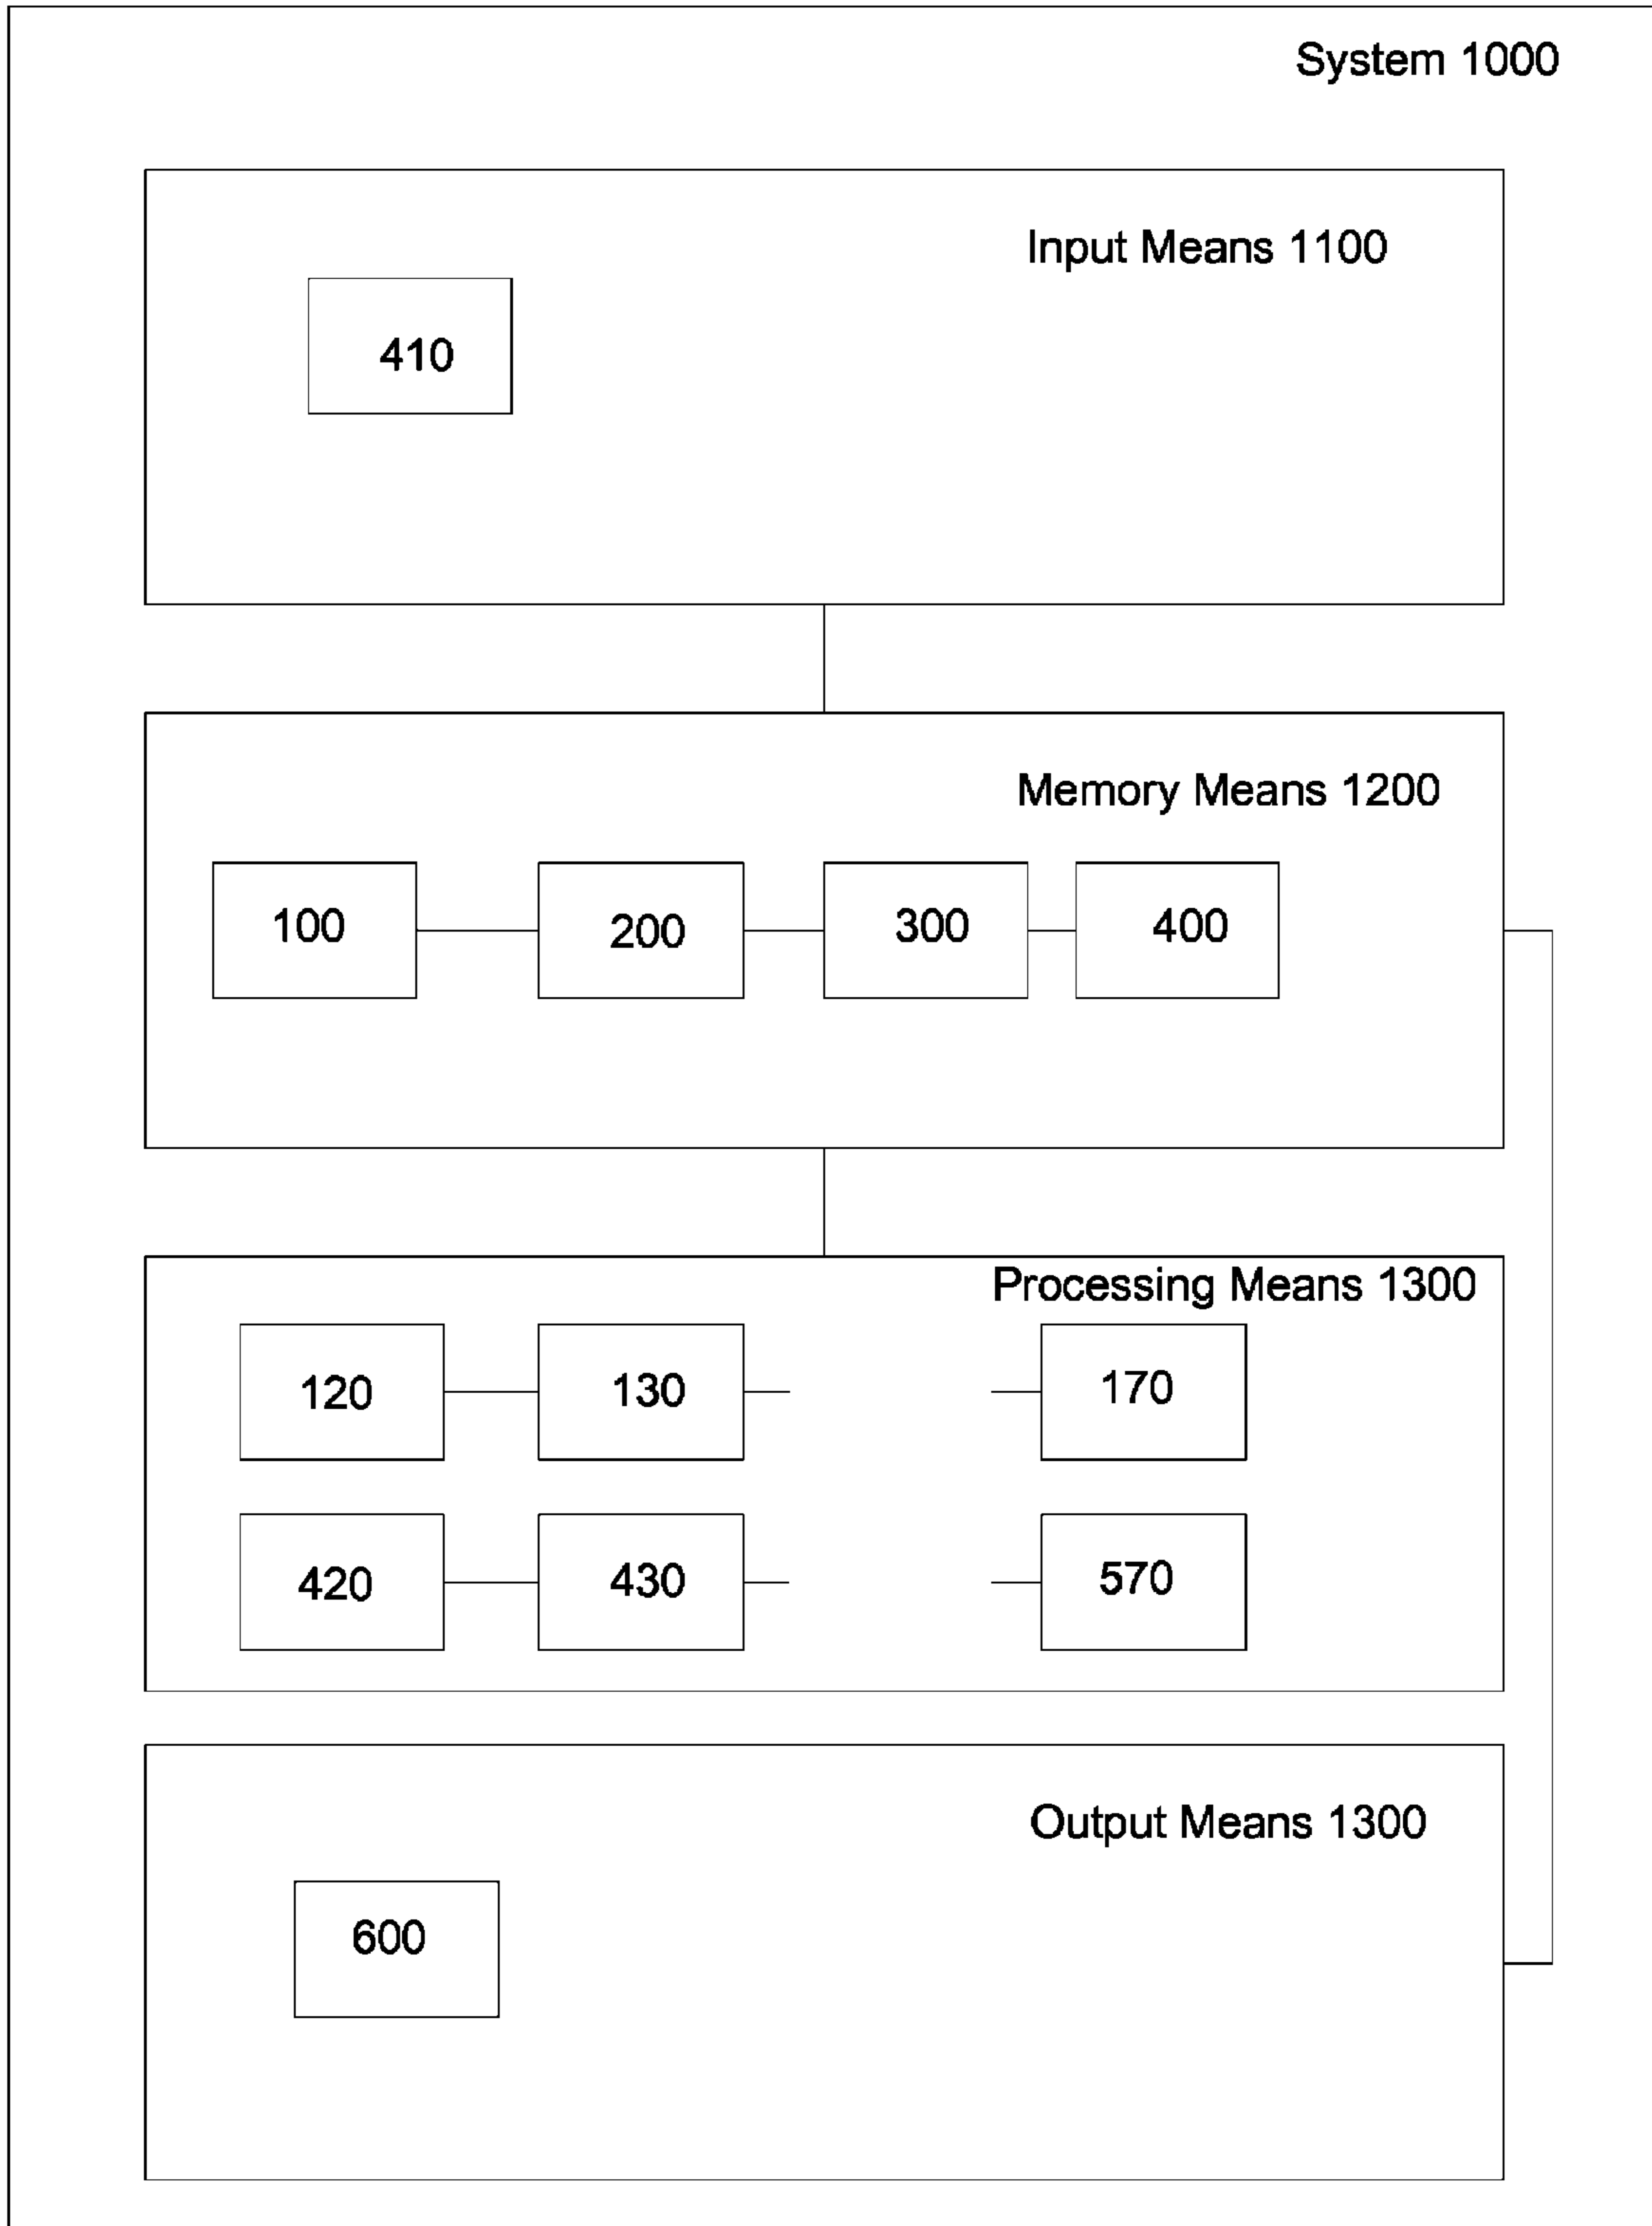 System 1000
Input Means 1100
410
Memory Means 1200
100 200 300 400
Processing Means 1300
120 130 170
420 430 570
Output Means 1300
600